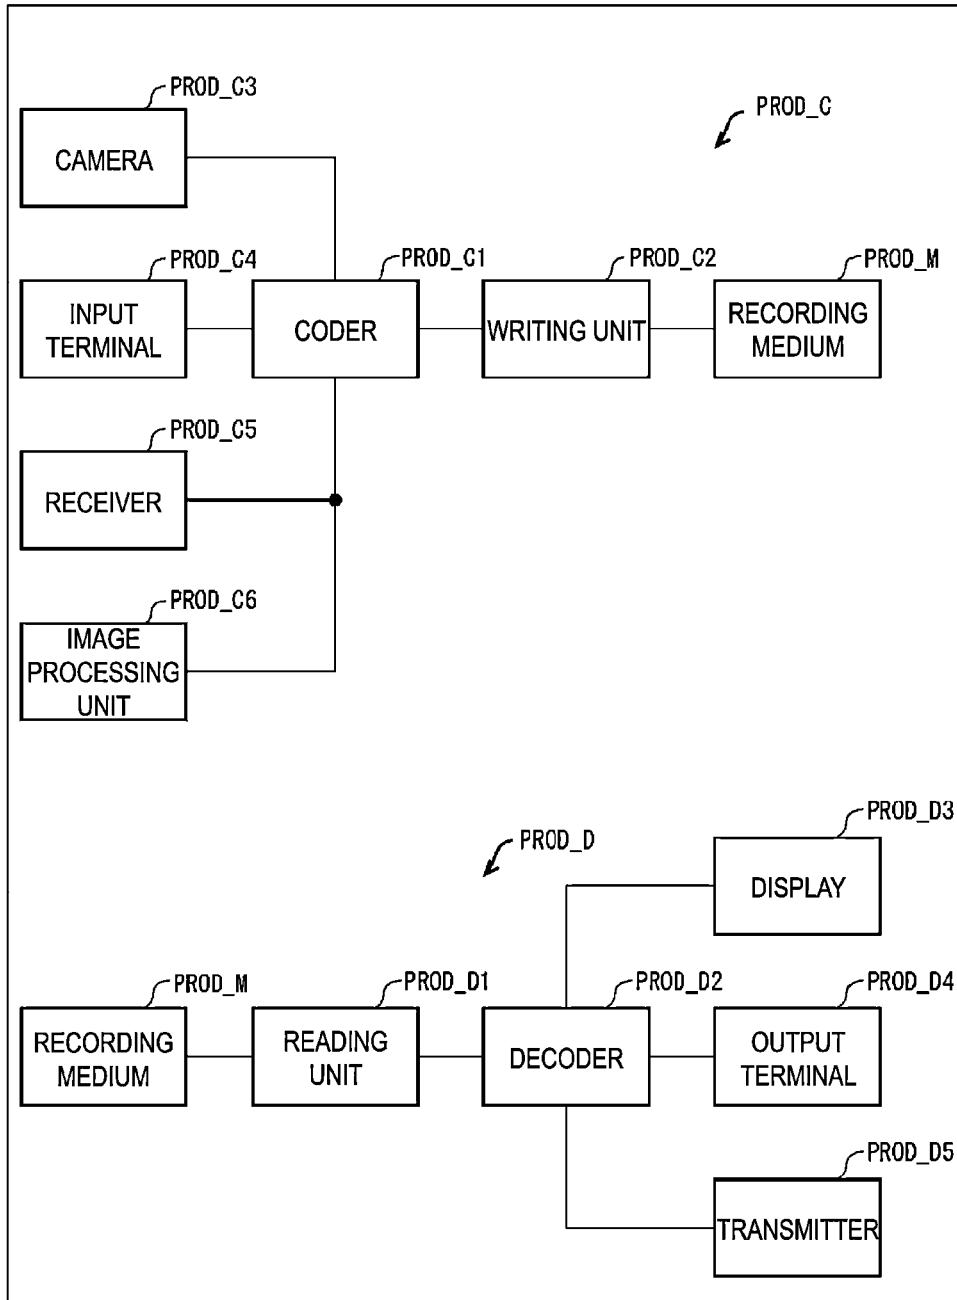 PROD_C3
CAMERA
PROD_C
PROD_C4
INPUT
TERMINAL
PROD_C1
CODER
PROD_C2
WRITING UNIT
PROD_M
RECORDING
MEDIUM
PROD_C5
RECEIVER
PROD_C6
IMAGE
PROCESSING
UNIT
PROD_D
PROD_D3
DISPLAY
PROD_M
RECORDING
MEDIUM
PROD_D1
READING
UNIT
PROD_D2
DECODER
PROD_D4
OUTPUT
TERMINAL
PROD_D5
TRANSMITTER